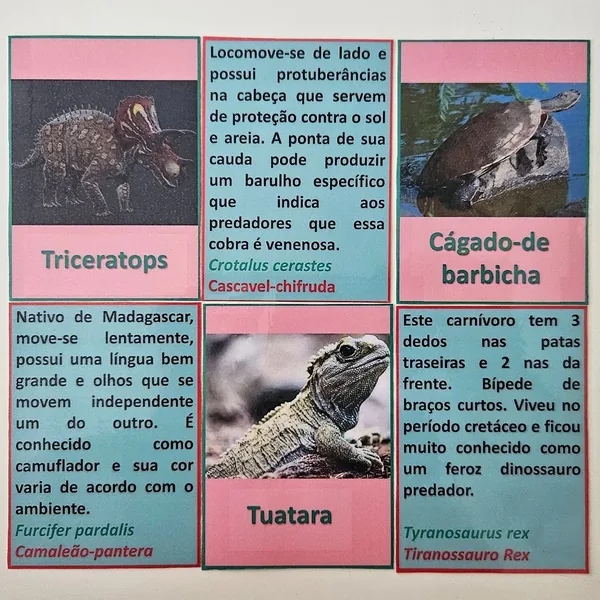 Triceratops
Locomove-se de lado e
possui protuberâncias
na cabeça que servem
de proteção contra o sol
e areia. A ponta de sua
cauda pode produzir
um barulho específico
que indica aos
predadores que essa
cobra é venenosa.
Crotalus cerastes
Cascavel-chifruda
Cágado-de
barbicha
Nativo de Madagascar,
move-se lentamente,
possui uma língua bem
grande e olhos que se
movem independente
um do outro. É
conhecido como
camuflador e sua cor
varia de acordo com o
ambiente.
Furcifer pardalis
Camaleão-pantera
Tuatara
Este carnívoro tem 3
dedos nas patas
traseiras e 2 nas da
frente. Bípede de
braços curtos. Viveu no
período cretáceo e ficou
muito conhecido como
um feroz dinossauro
predador.
Tyranosaurus rex
Tiranossauro Rex